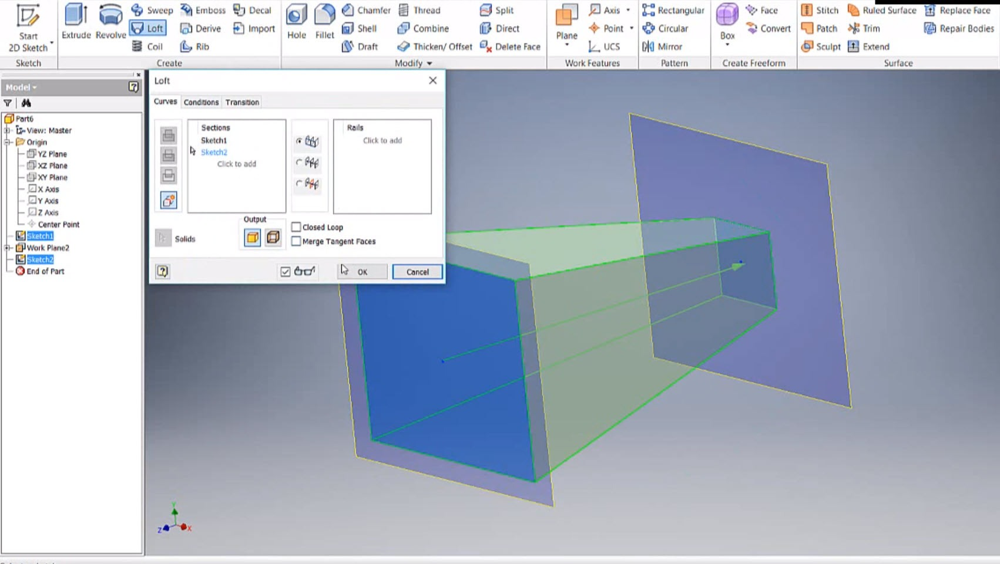 Start
2D Sketch
Sketch
Extrude
Revolve
Sweep
Loft
Coil
Emboss
Derive
Rib
Decal
Import
Create
Hole
Fillet
Chamfer
Shell
Draft
Thread
Combine
Thicken/ Offset
Split
Direct
Delete Face
Modify
Plane
Axis
Point
UCS
Work Features
Rectangular
Circular
Mirror
Pattern
Box
Face
Convert
Create Freeform
Stitch
Patch
Sculpt
Ruled Surface
Trim
Extend
Replace Face
Repair Bodies
Surface
Model
Part6
View: Master
Origin
YZ Plane
XZ Plane
XY Plane
X Axis
Y Axis
Z Axis
Center Point
Sketch1
Work Plane2
Sketch2
End of Part
Loft
Curves
Conditions
Transition
Sections
Sketch1
Sketch2
Click to add
Rails
Click to add
Solids
Output
Closed Loop
Merge Tangent Faces
OK
Cancel
Y
Z
X